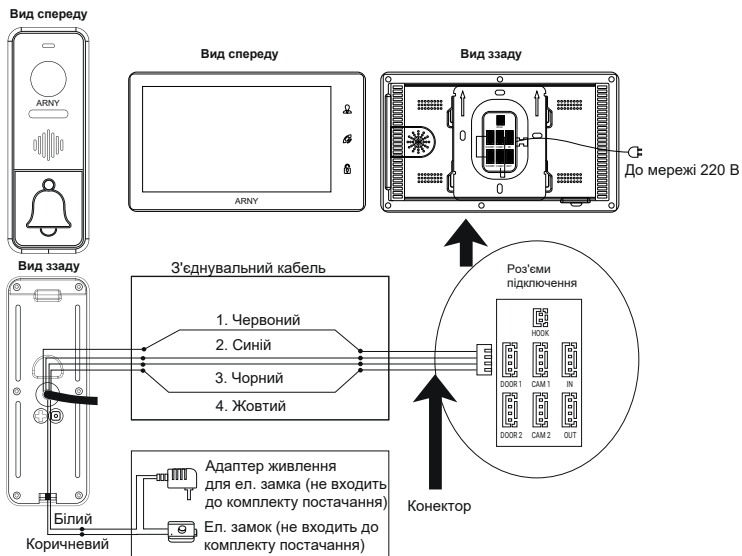 Вид спереду
ARNY
Вид спереду
ARNY
Вид ззаду
До мережі 220 В
Вид ззаду
З'єднувальний кабель
1. Червоний
2. Синій
3. Чорний
4. Жовтий
Роз'єми
підключення
HOOK
DOOR 1 CAM 1 IN
DOOR 2 CAM 2 OUT
Конектор
Адаптер живлення
для ел. замка (не входить
до комплекту постачання)
Ел. замок (не входить до
комплекту постачання)
Білий
Коричневий